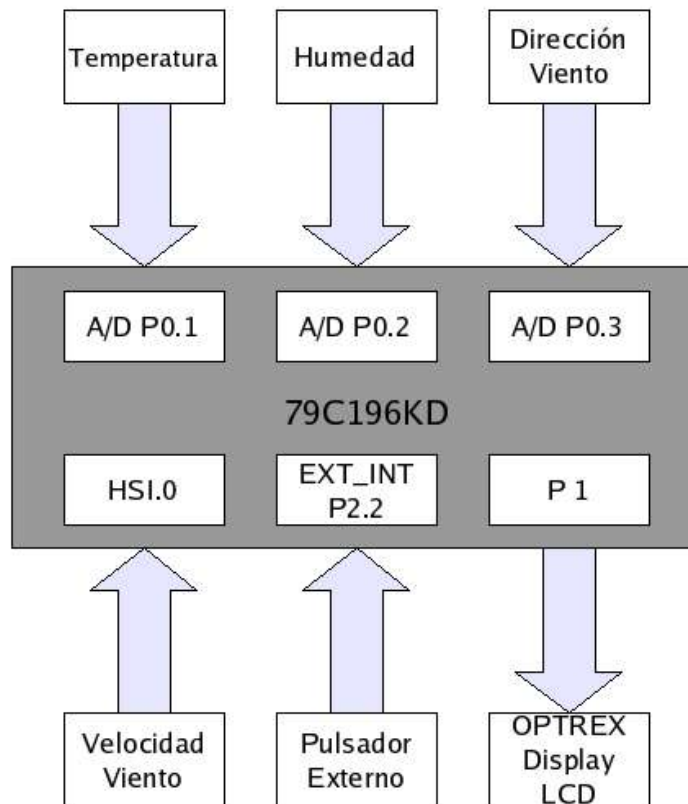 Temperatura
Humedad
Dirección
Viento
A/D P0.1
A/D P0.2
A/D P0.3
79C196KD
HSI.0
EXT_INT
P2.2
P 1
Velocidad
Viento
Pulsador
Externo
OPTREX
Display
LCD